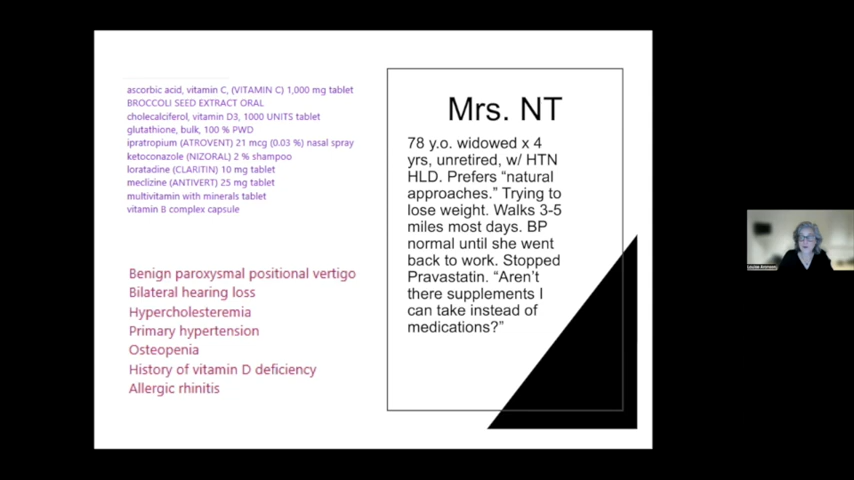 ascorbic acid, vitamin C, (VITAMIN C) 1,000 mg tablet
BROCCOLI SEED EXTRACT ORAL
cholecalciferol, vitamin D3, 1000 UNITS tablet
glutathione, bulk, 100 % PWD
ipratropium (ATROVENT) 21 mcg (0.03 %) nasal spray
ketoconazole (NIZORAL) 2 % shampoo
loratadine (CLARITIN) 10 mg tablet
meclizine (ANTIVERT) 25 mg tablet
multivitamin with minerals tablet
vitamin B complex capsule
Benign paroxysmal positional vertigo
Bilateral hearing loss
Hypercholesteremia
Primary hypertension
Osteopenia
History of vitamin D deficiency
Allergic rhinitis
Mrs. NT
78 y.o. widowed x 4
yrs, unretired, w/ HTN
HLD. Prefers “natural
approaches.” Trying to
lose weight. Walks 3-5
miles most days. BP
normal until she went
back to work. Stopped
Pravastatin. “Aren’t
there supplements I
can take instead of
medications?”
Louise Aronson